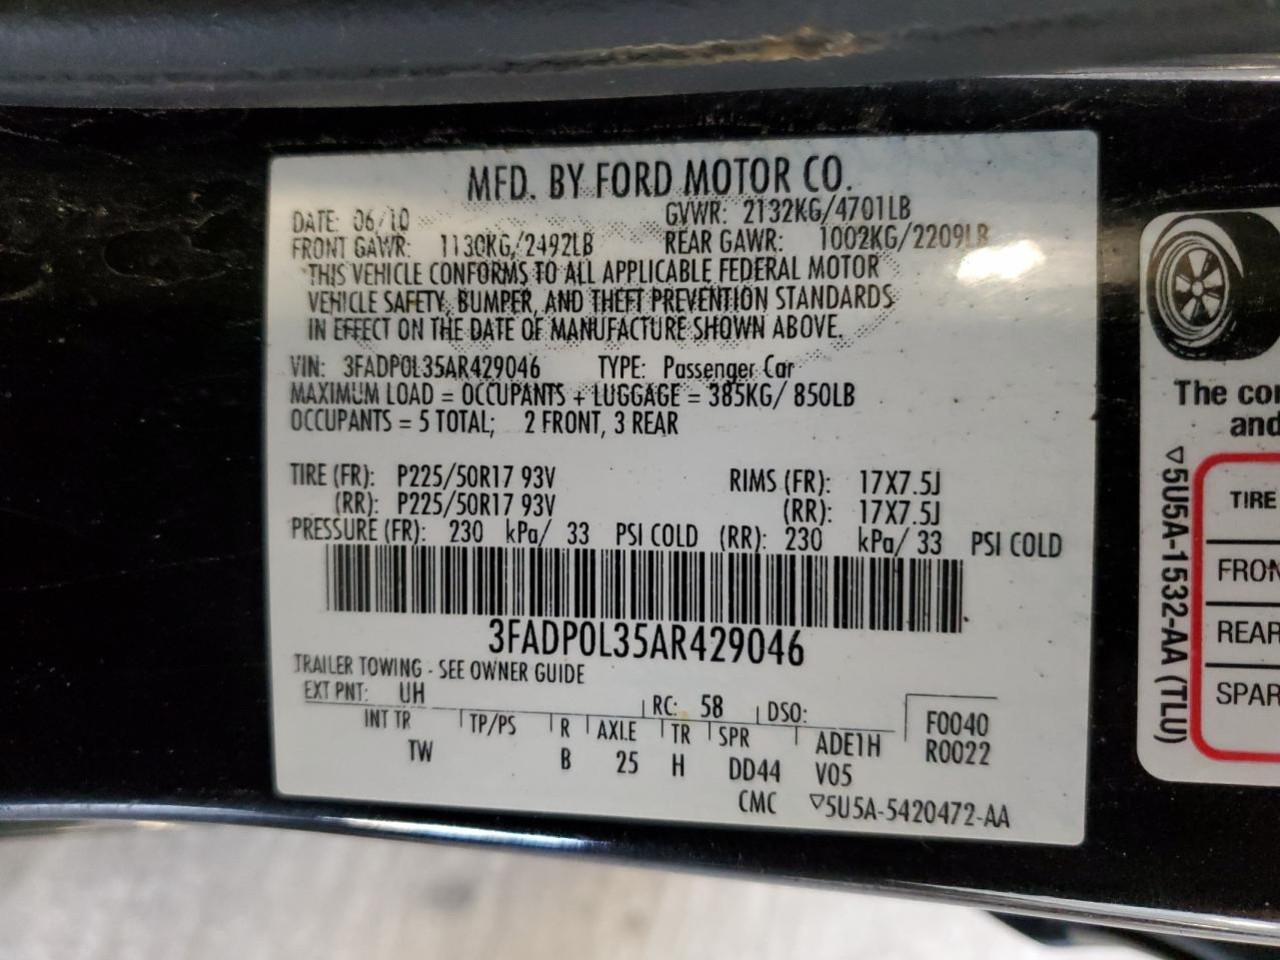 MFD. BY FORD MOTOR CO.
DATE: 06/10 GVWR: 2132KG/4701LB
FRONT GAWR: 1130KG/2492LB REAR GAWR: 1002KG/2209LB
THIS VEHICLE CONFORMS TO ALL APPLICABLE FEDERAL MOTOR
VEHICLE SAFETY, BUMPER, AND THEFT PREVENTION STANDARDS
IN EFFECT ON THE DATE OF MANUFACTURE SHOWN ABOVE.
VIN: 3FADP0L35AR429046 TYPE: Passenger Car
MAXIMUM LOAD = OCCUPANTS + LUGGAGE = 385KG/ 850LB
OCCUPANTS = 5 TOTAL; 2 FRONT, 3 REAR
TIRE (FR): P225/50R17 93V RIMS (FR): 17X7.5J
(RR): P225/50R17 93V (RR): 17X7.5J
PRESSURE (FR): 230 kPa/ 33 PSI COLD (RR): 230 kPa/ 33 PSI COLD
3FADP0L35AR429046
TRAILER TOWING - SEE OWNER GUIDE
EXT PNT: UH RC: 58 DSO:
INT TR TP/PS R AXLE TR SPR ADE1H F0040
TW B 25 H DD44 V05 R0022
CMC ▽5U5A-5420472-AA
The co
and
▽5U5A-1532-AA (TLU)
TIRE
FRON
REAR
SPAR